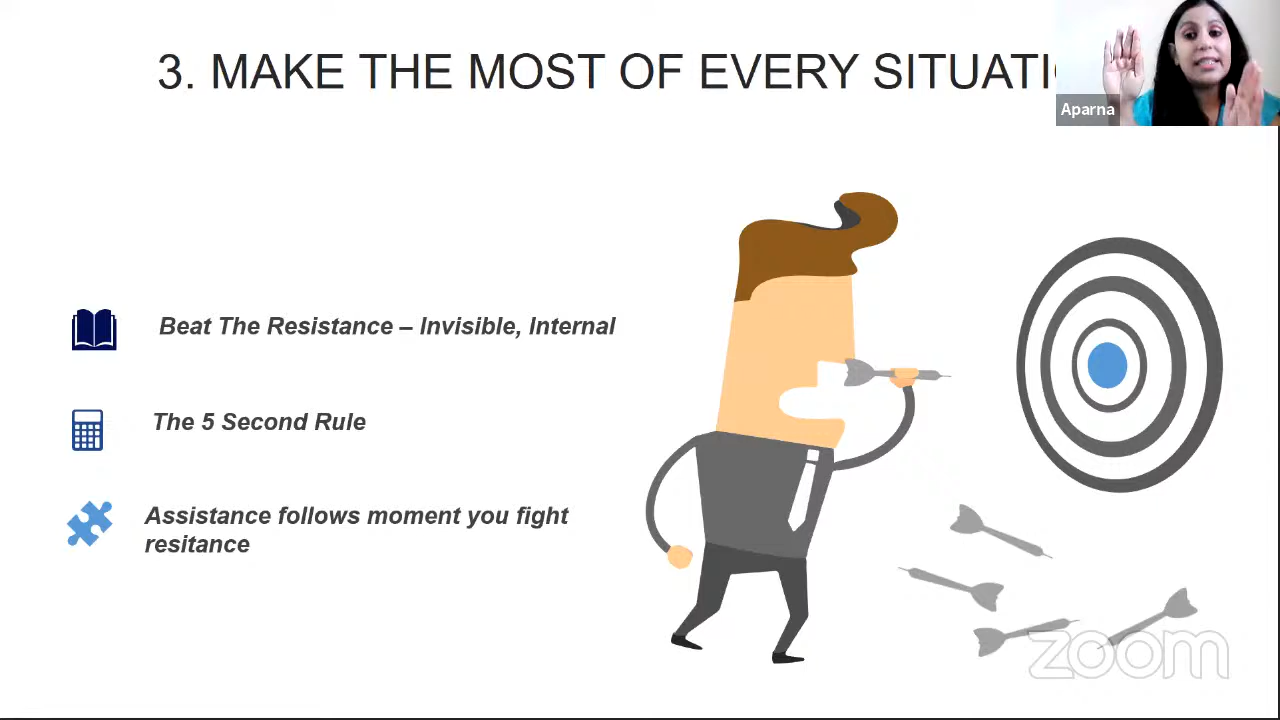 3. MAKE THE MOST OF EVERY SITUATI
Aparna
Beat The Resistance – Invisible, Internal
The 5 Second Rule
Assistance follows moment you fight
resitance
zoom